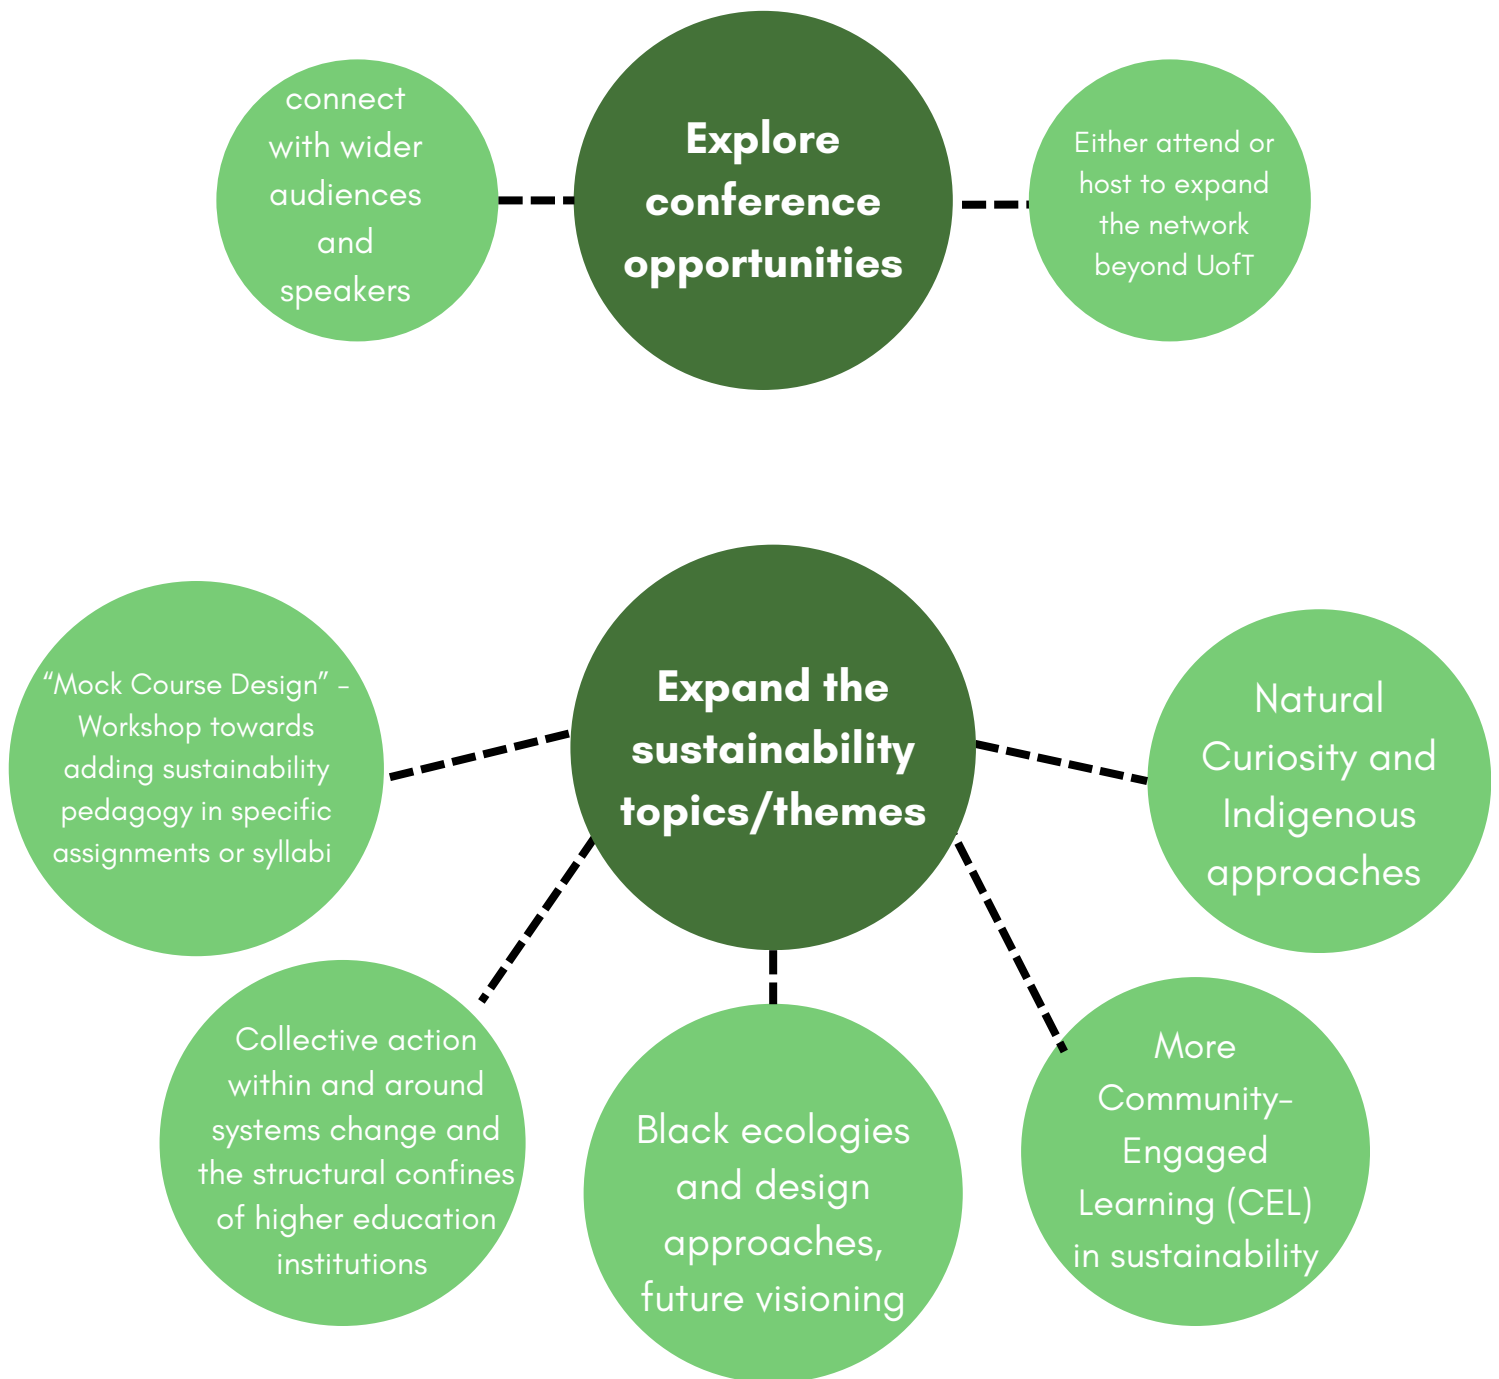 connect
with wider
audiences
and
speakers
Explore
conference
opportunities
Either attend or
host to expand
the network
beyond UofT
“Mock Course Design” -
Workshop towards
adding sustainability
pedagogy in specific
assignments or syllabi
Expand the
sustainability
topics/themes
Natural
Curiosity and
Indigenous
approaches
Collective action
within and around
systems change and
the structural confines
of higher education
institutions
Black ecologies
and design
approaches,
future visioning
More
Community-
Engaged
Learning (CEL)
in sustainability